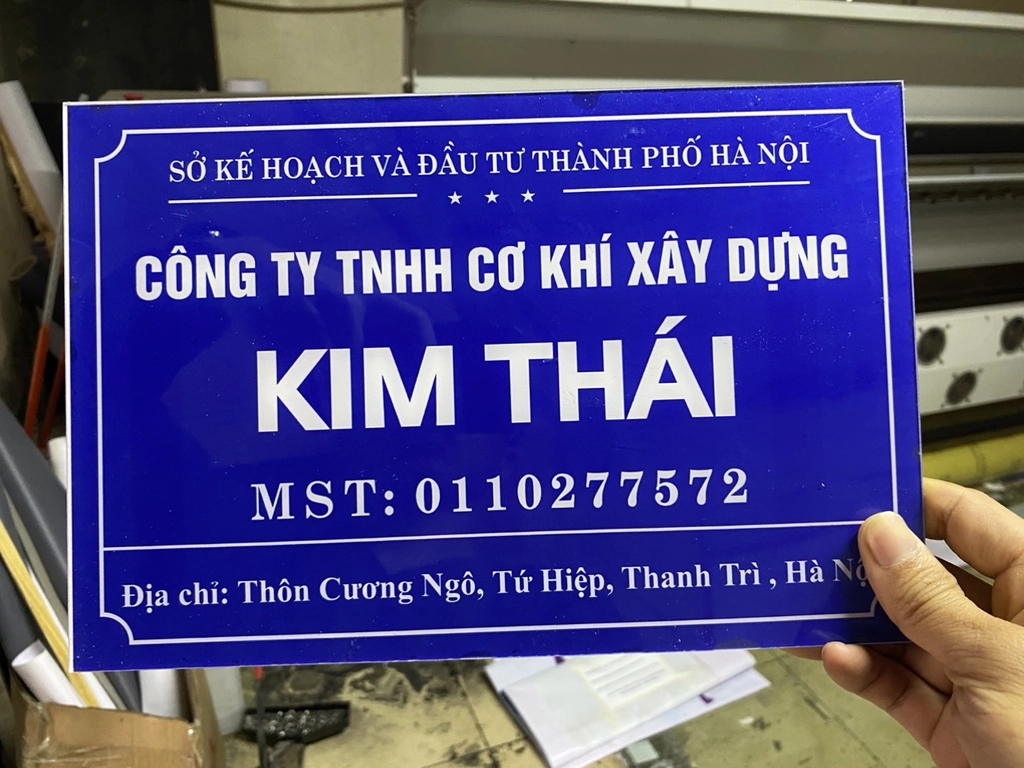 SỞ KẾ HOẠCH VÀ ĐẦU TƯ THÀNH PHỐ HÀ NỘI
CÔNG TY TNHH CƠ KHÍ XÂY DỰNG
KIM THÁI
MST: 0110277572
Địa chỉ: Thôn Cương Ngô, Tứ Hiệp, Thanh Trì , Hà